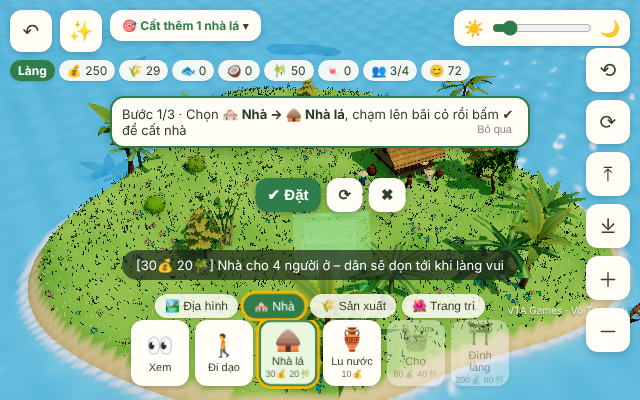 Cất thêm 1 nhà lá ▾
Làng
250
29
0
0
50
0
3/4
72
Bước 1/3 · Chọn Nhà → Nhà lá, chạm lên bãi cỏ rồi bấm ✔
để cất nhà
Bỏ qua
✔ Đặt
[30 20] Nhà cho 4 người ở – dân sẽ dọn tới khi làng vui
Địa hình
Nhà
Sản xuất
Trang trí
VTA Games
Xem
Đi dạo
Nhà lá
30 20
Lu nước
10
Chợ
80 40
Đình
làng
200 80